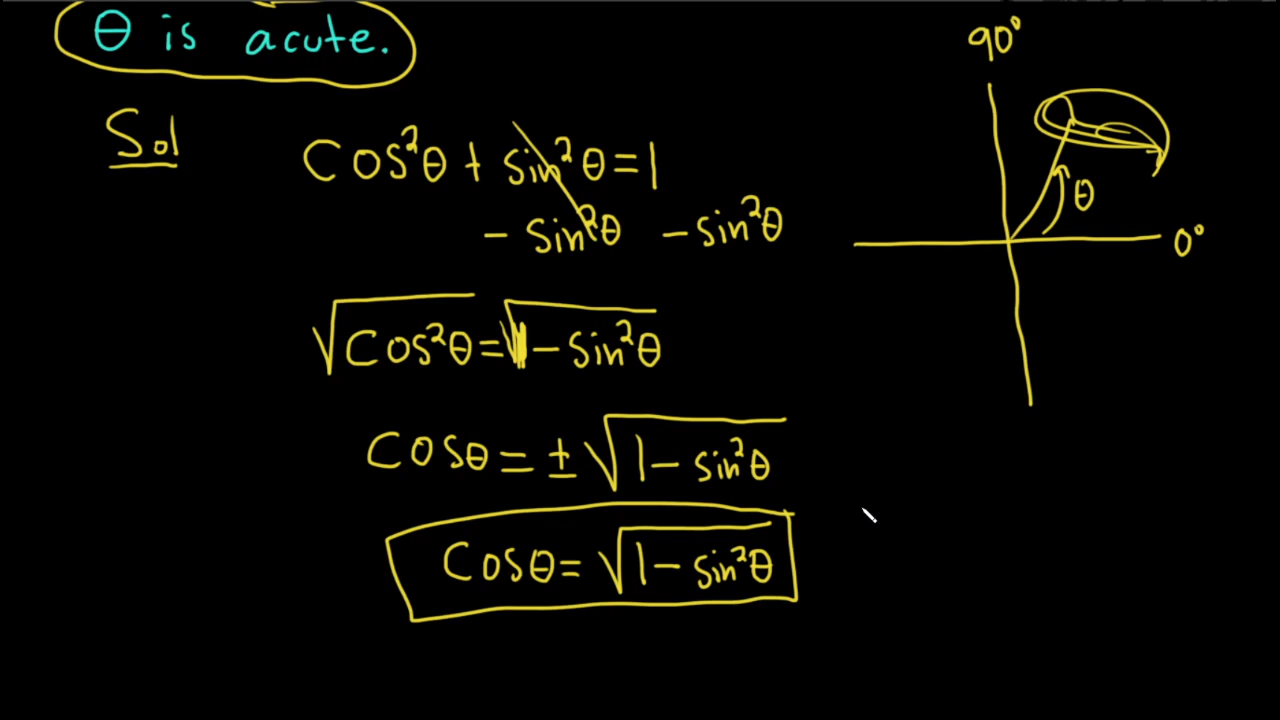 θ is acute.
90°
Sol
cos²θ + sin²θ = 1
- sin²θ - sin²θ
θ
0°
√cos²θ = √1 - sin²θ
cosθ = ± √1 - sin²θ
cosθ = √1 - sin²θ